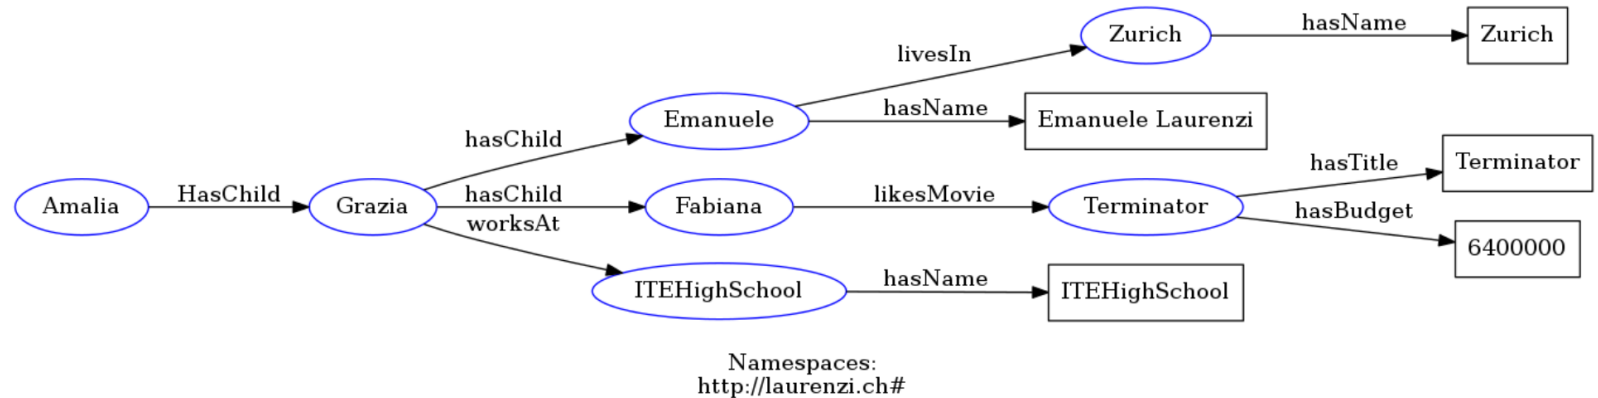 Zurich
hasName
Zurich
livesIn
Emanuele
hasName
Emanuele Laurenzi
hasChild
hasTitle
Terminator
Amalia
HasChild
Grazia
hasChild
Fabiana
likesMovie
Terminator
hasBudget
6400000
worksAt
ITEHighSchool
hasName
ITEHighSchool
Namespaces:
http://laurenzi.ch#